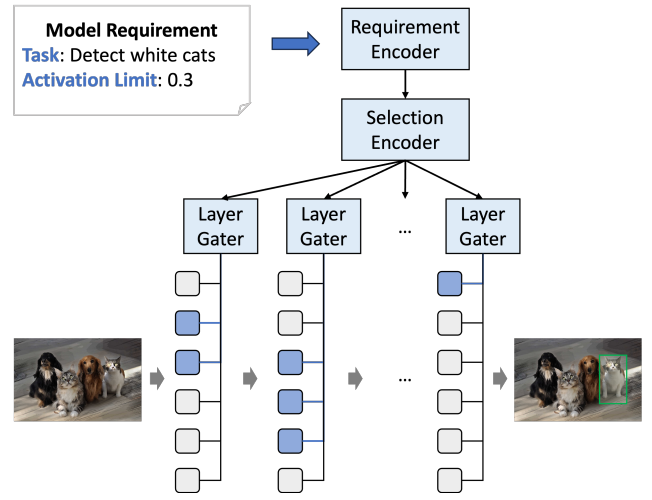 Model Requirement
Task: Detect white cats
Activation Limit: 0.3
Requirement
Encoder
Selection
Encoder
Layer
Gater
Layer
Gater
...
Layer
Gater
...